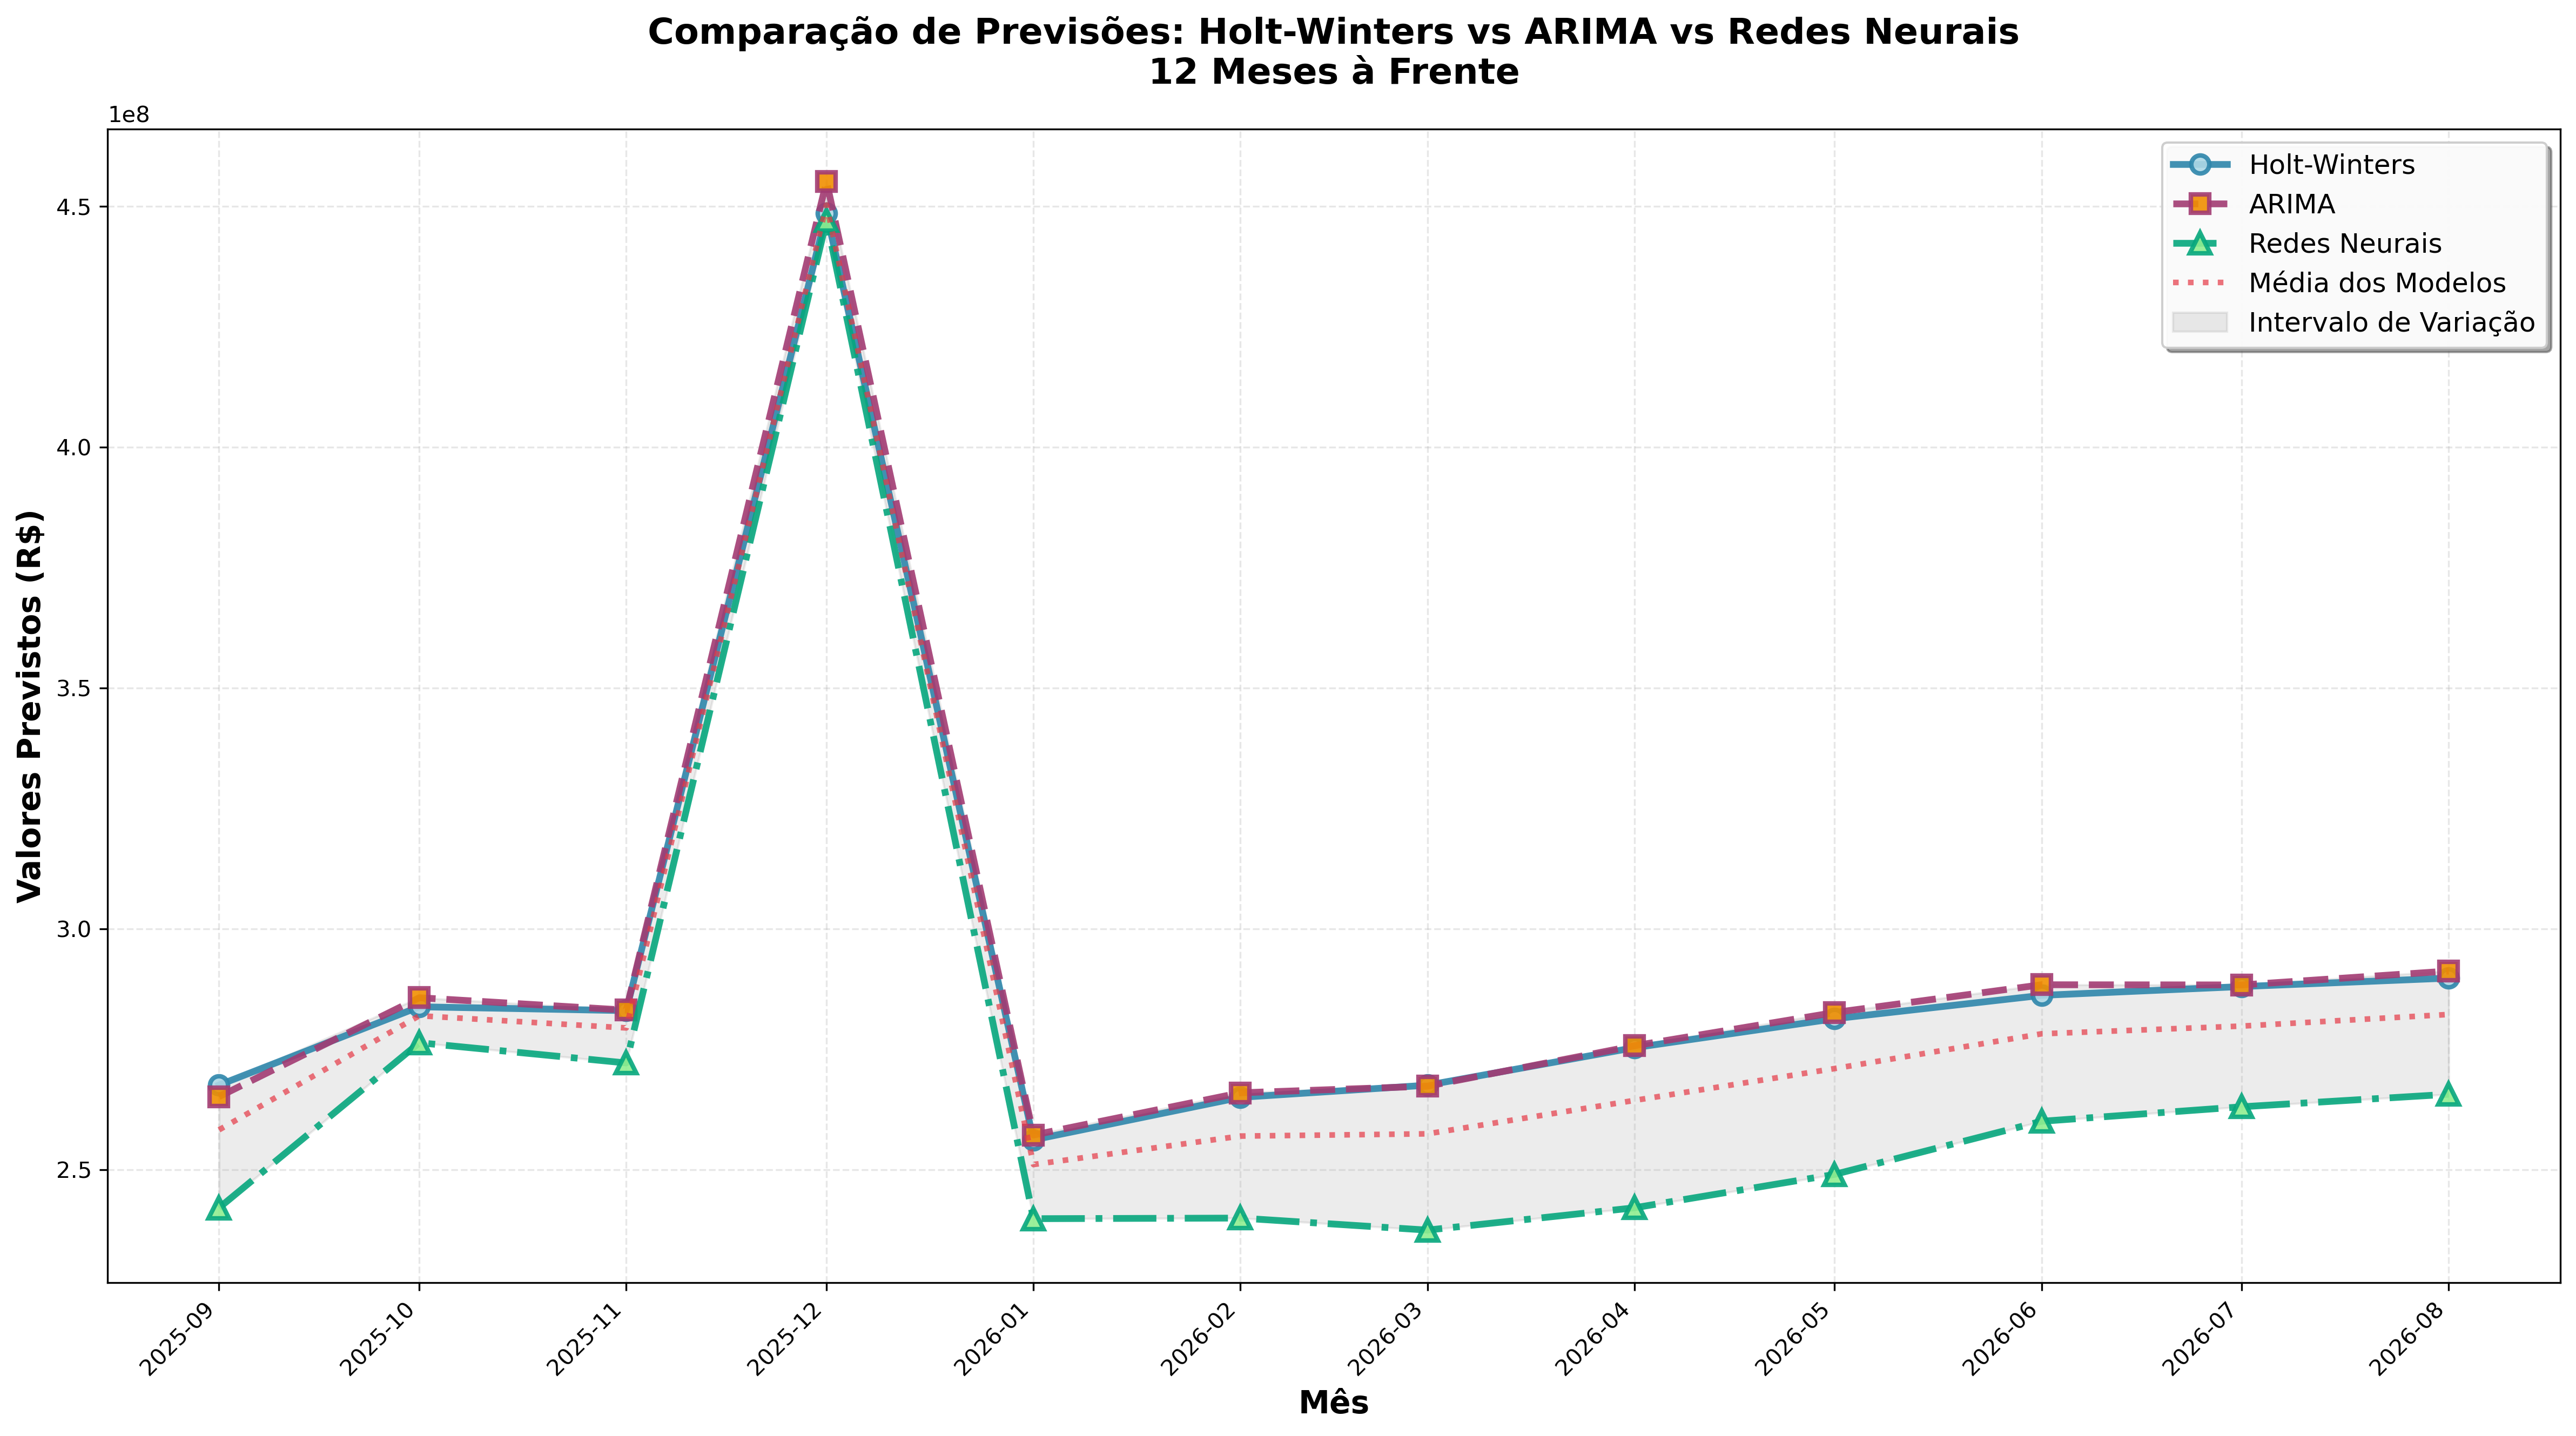 Comparação de Previsões: Holt-Winters vs ARIMA vs Redes Neurais
12 Meses à Frente
1e8
Holt-Winters
ARIMA
Redes Neurais
Média dos Modelos
Intervalo de Variação
4.5
4.0
3.5
3.0
2.5
Valores Previstos (R$)
2025-09
2025-10
2025-11
2025-12
2026-01
2026-02
2026-03
2026-04
2026-05
2026-06
2026-07
2026-08
Mês